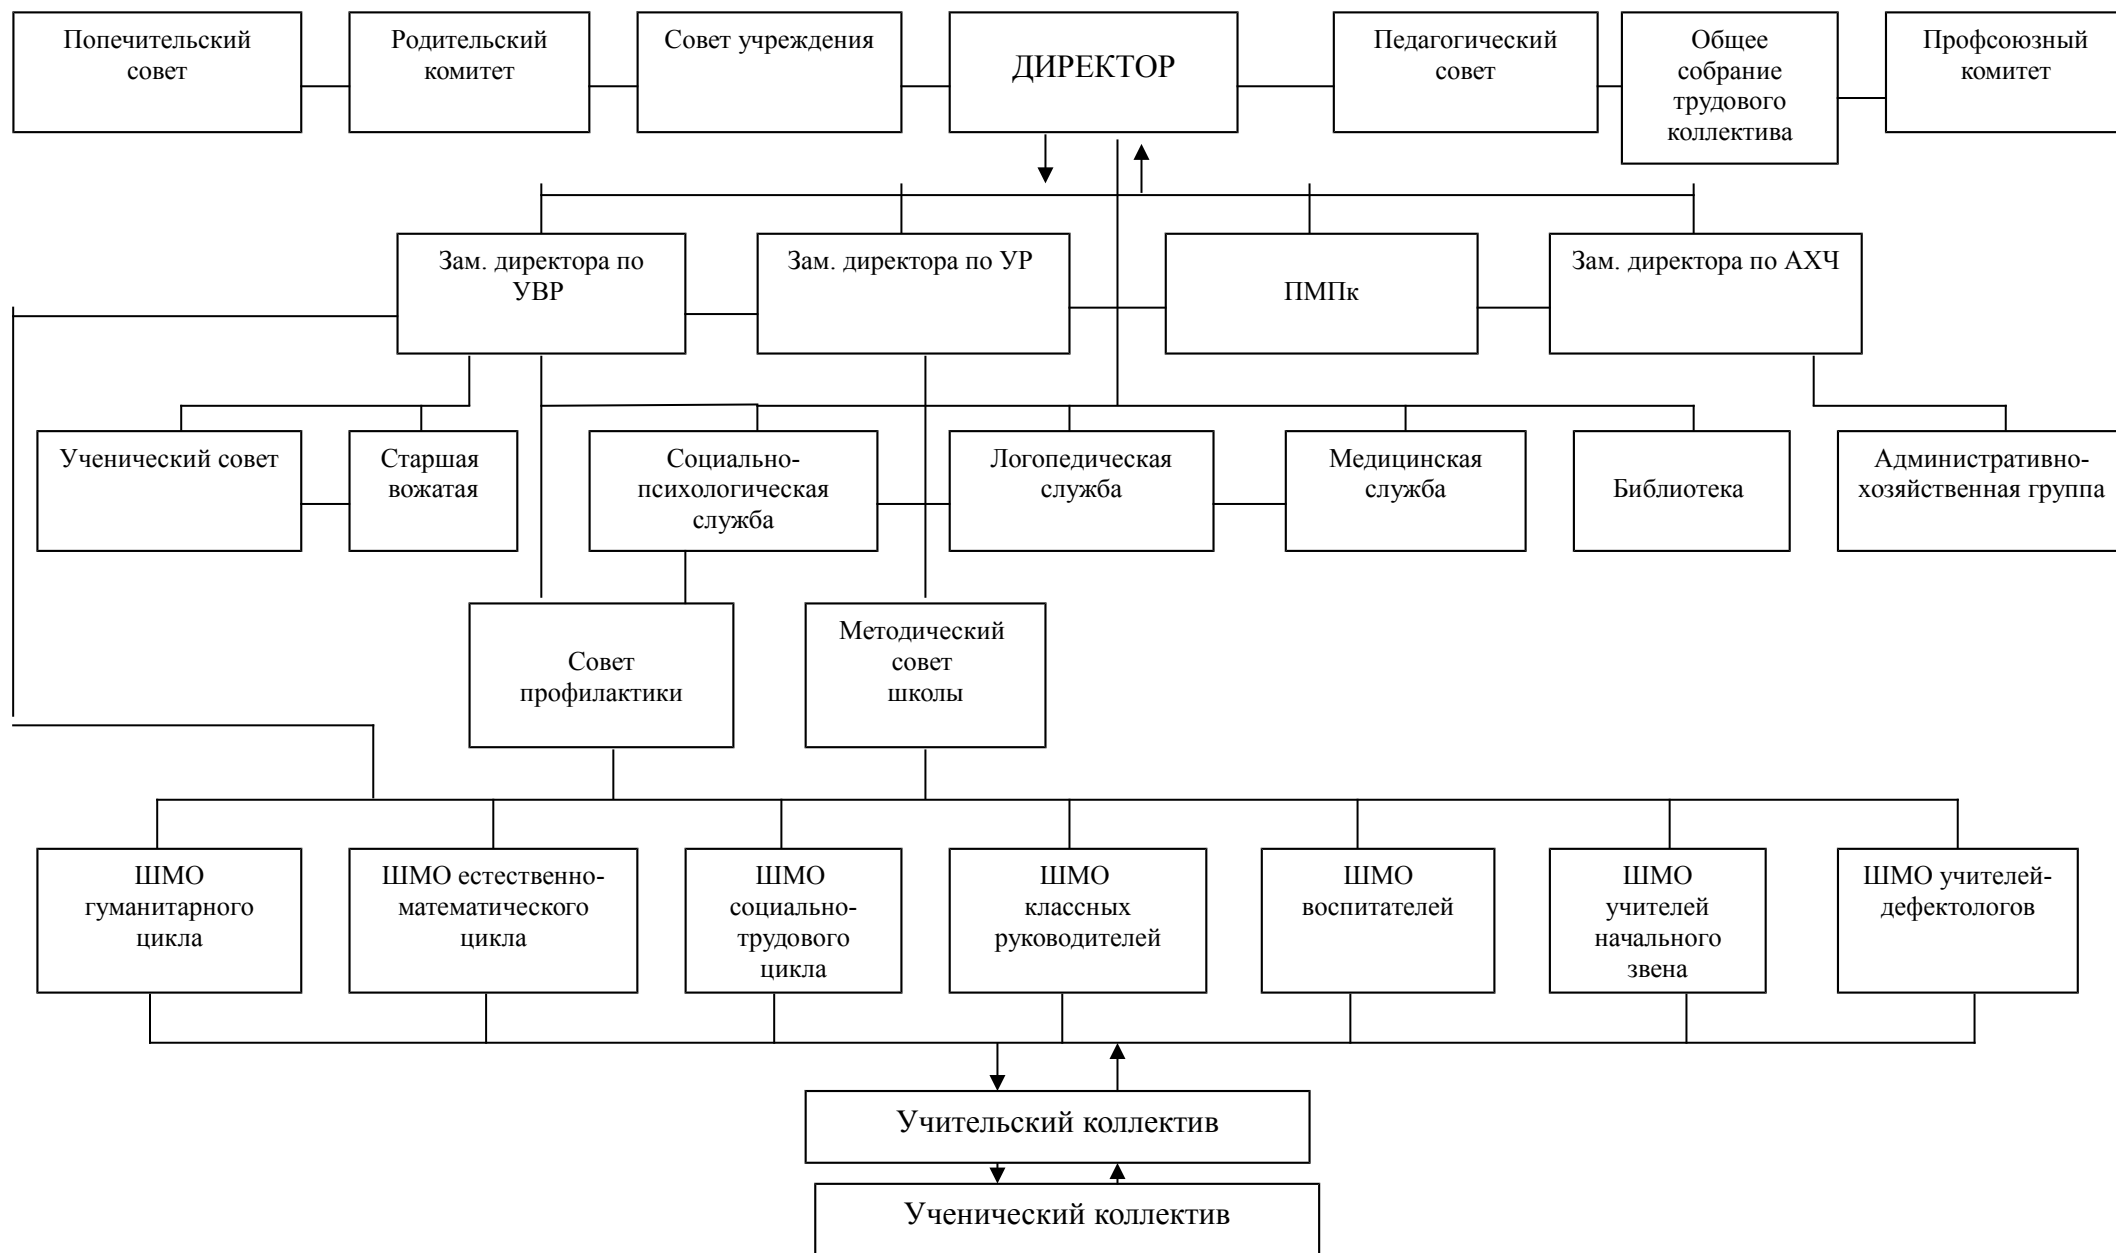 Попечительский
совет
Родительский
комитет
Совет учреждения
ДИРЕКТОР
Педагогический
совет
Общее
собрание
трудового
коллектива
Профсоюзный
комитет
Зам. директора по
УВР
Зам. директора по УР
ПМПк
Зам. директора по АХЧ
Ученический совет
Старшая
вожатая
Социально-
психологическая
служба
Логопедическая
служба
Медицинская
служба
Библиотека
Административно-
хозяйственная группа
Совет
профилактики
Методический
совет
школы
ШМО
гуманитарного
цикла
ШМО естественно-
математического
цикла
ШМО
социально-
трудового
цикла
ШМО
классных
руководителей
ШМО
воспитателей
ШМО
учителей
начального
звена
ШМО учителей-
дефектологов
Учительский коллектив
Ученический коллектив